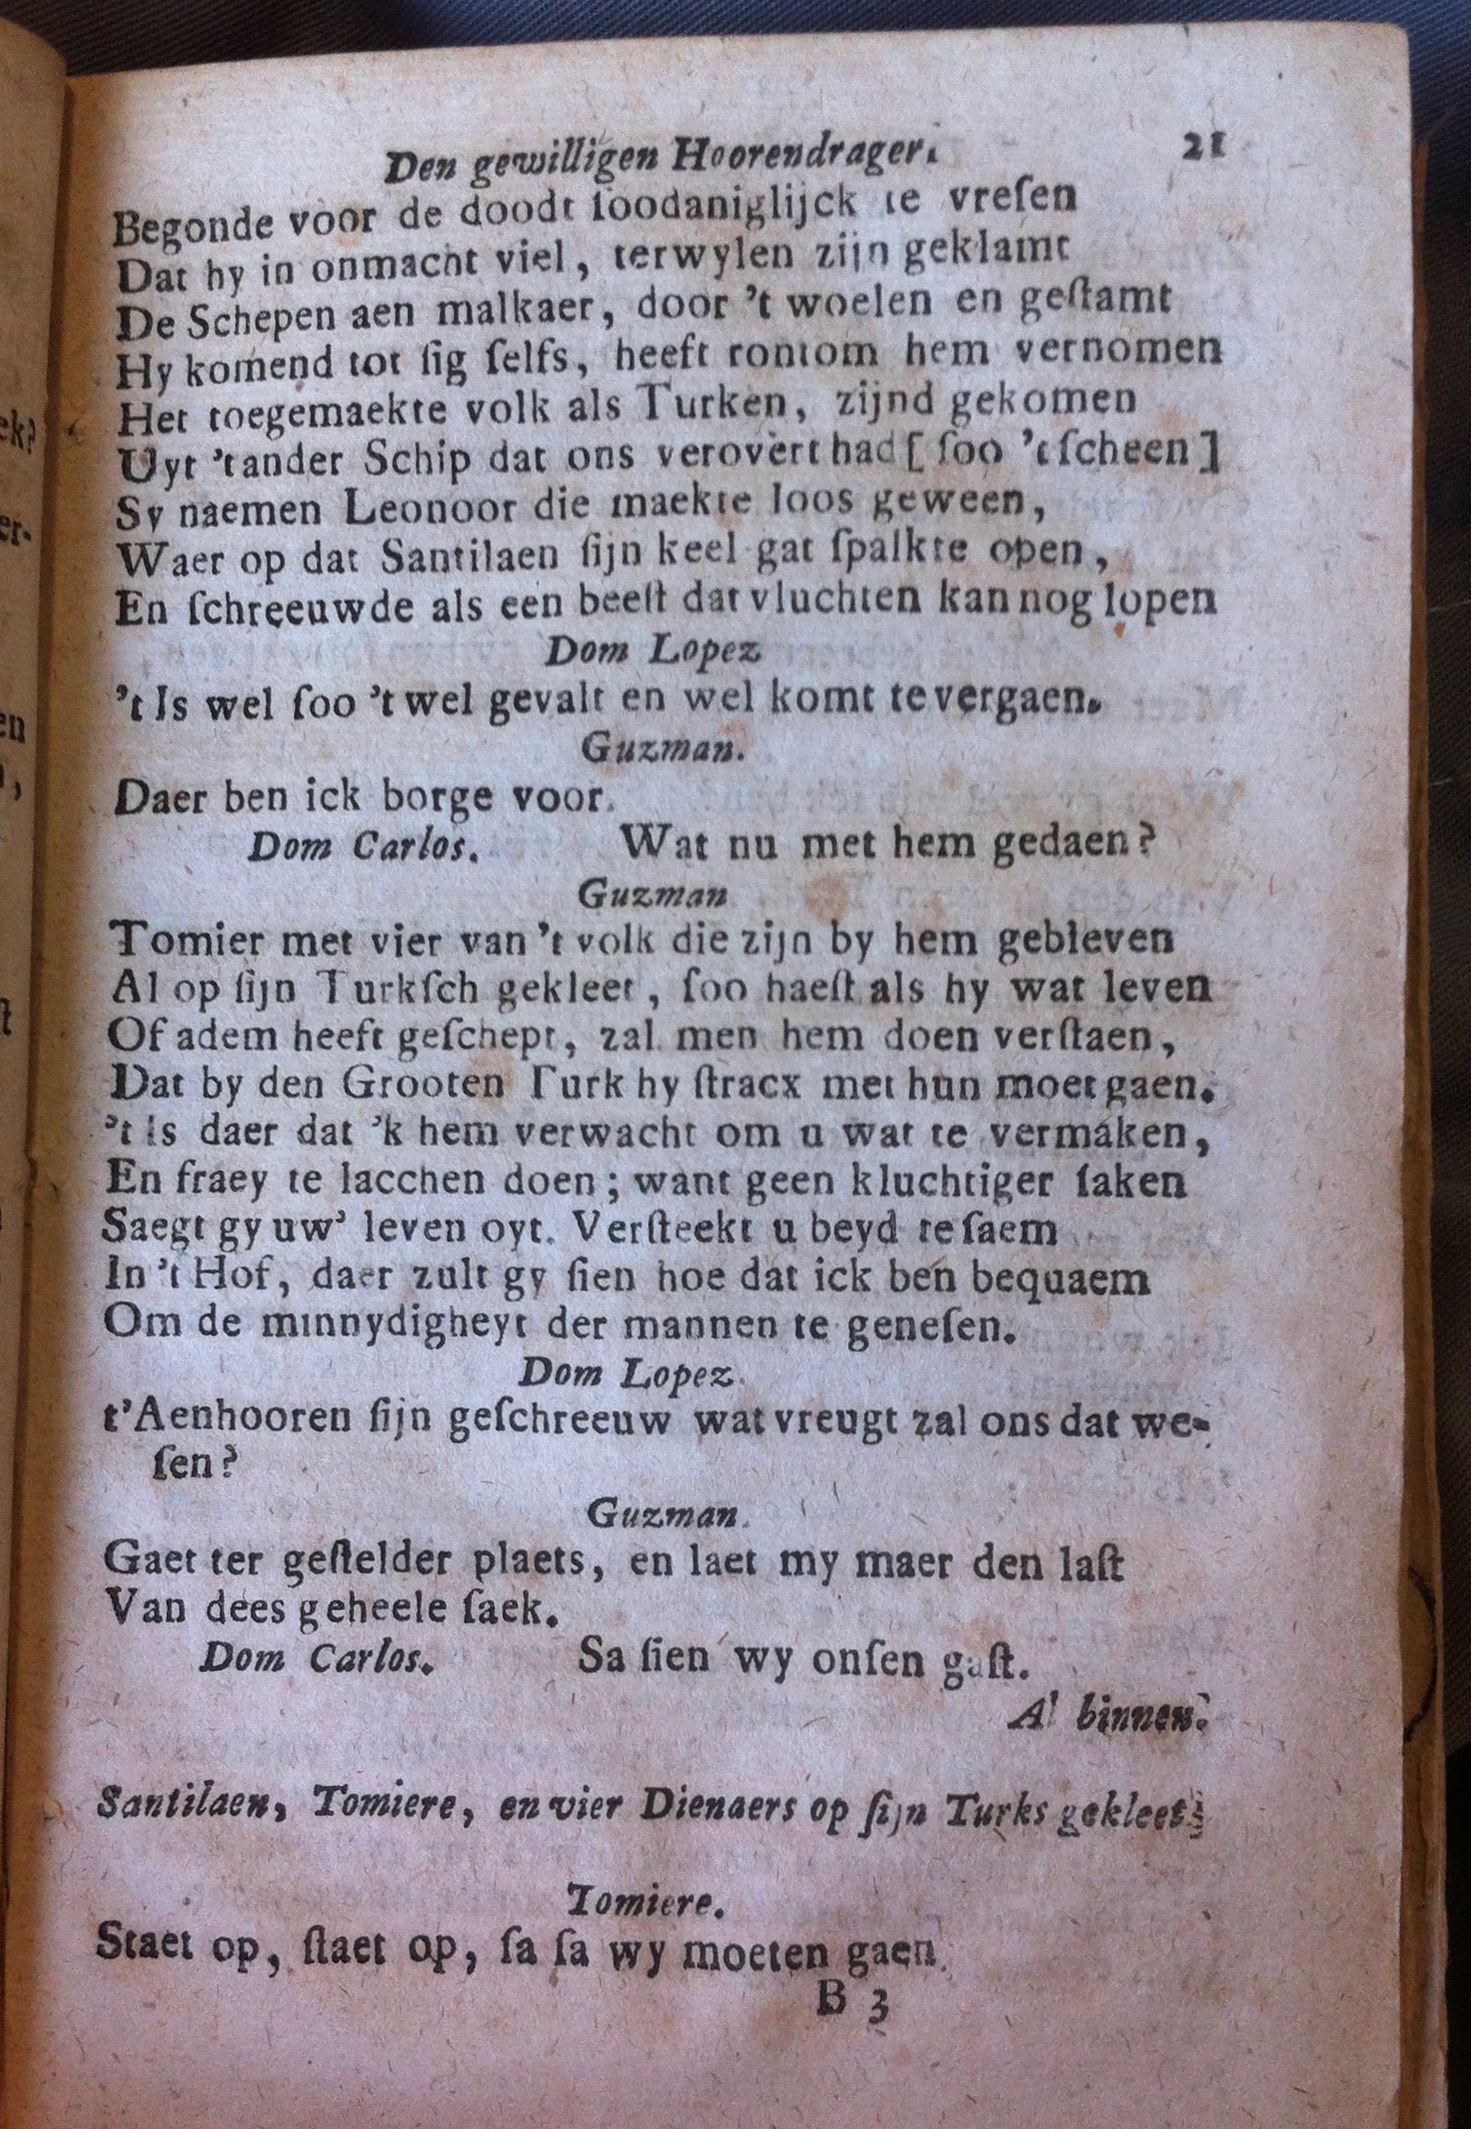 Den gewilligen Hoorendrager. 21
Begonde voor de doodt ſoodaniglijck te vreſen
Dat hy in onmacht viel, terwylen zijn geklamt
De Schepen aen malkaer, door 't woelen en geſtamt
Hy komend tot ſig ſelfs, heeft rontom hem vernomen
Het toegemaekte volk als Turken, zijnd gekomen
Uyt 't ander Schip dat ons verovert had [ ſoo 't ſcheen ]
Sy naemen Leonoor die maekte loos geween,
Waer op dat Santilaen ſijn keel gat ſpalkte open,
En ſchreeuwde als een beeſt dat vluchten kan nog lopen
Dom Lopez
't Is wel ſoo 't wel gevalt en wel komt te vergaen.
Guzman.
Daer ben ick borge voor.
Dom Carlos. Wat nu met hem gedaen?
Guzman
Tomier met vier van 't volk die zijn by hem gebleven
Al op ſijn Turkſch gekleet, ſoo haeſt als hy wat leven
Of adem heeft geſchept, zal men hem doen verſtaen,
Dat by den Grooten Turk hy ſtracx met hun moet gaen.
't Is daer dat 'k hem verwacht om u wat te vermaken,
En fraey te lacchen doen; want geen kluchtiger ſaken
Saegt gy uw' leven oyt. Verſteekt u beyd te ſaem
In 't Hof, daer zult gy ſien hoe dat ick ben bequaem
Om de minnydigheyt der mannen te geneſen.
Dom Lopez.
t'Aenhooren ſijn geſchreeuw wat vreugt zal ons dat we-
ſen?
Guzman.
Gaet ter geſtelder plaets, en laet my maer den laſt
Van dees geheele ſaek.
Dom Carlos. Sa ſien wy onſen gaſt.
Al binnen.
Santilaen, Tomiere, en vier Dienaers op ſijn Turks gekleet.
Tomiere.
Staet op, ſtaet op, ſa ſa wy moeten gaen.
B 3